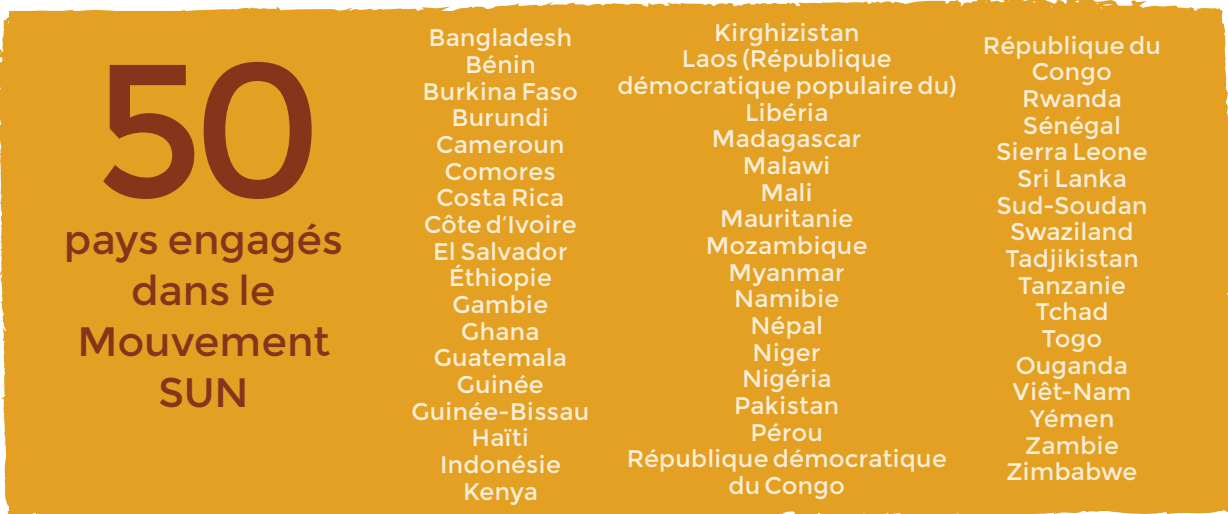 50
pays engagés
dans le
Mouvement
SUN
Bangladesh
Bénin
Burkina Faso
Burundi
Cameroun
Comores
Costa Rica
Côte d'Ivoire
El Salvador
Éthiopie
Gambie
Ghana
Guatemala
Guinée
Guinée-Bissau
Haïti
Indonésie
Kenya
Kirghizistan
Laos (République
démocratique populaire du)
Libéria
Madagascar
Malawi
Mali
Mauritanie
Mozambique
Myanmar
Namibie
Népal
Niger
Nigéria
Pakistan
Pérou
République démocratique
du Congo
République du
Congo
Rwanda
Sénégal
Sierra Leone
Sri Lanka
Sud-Soudan
Swaziland
Tadjikistan
Tanzanie
Tchad
Togo
Ouganda
Viêt-Nam
Yémen
Zambie
Zimbabwe